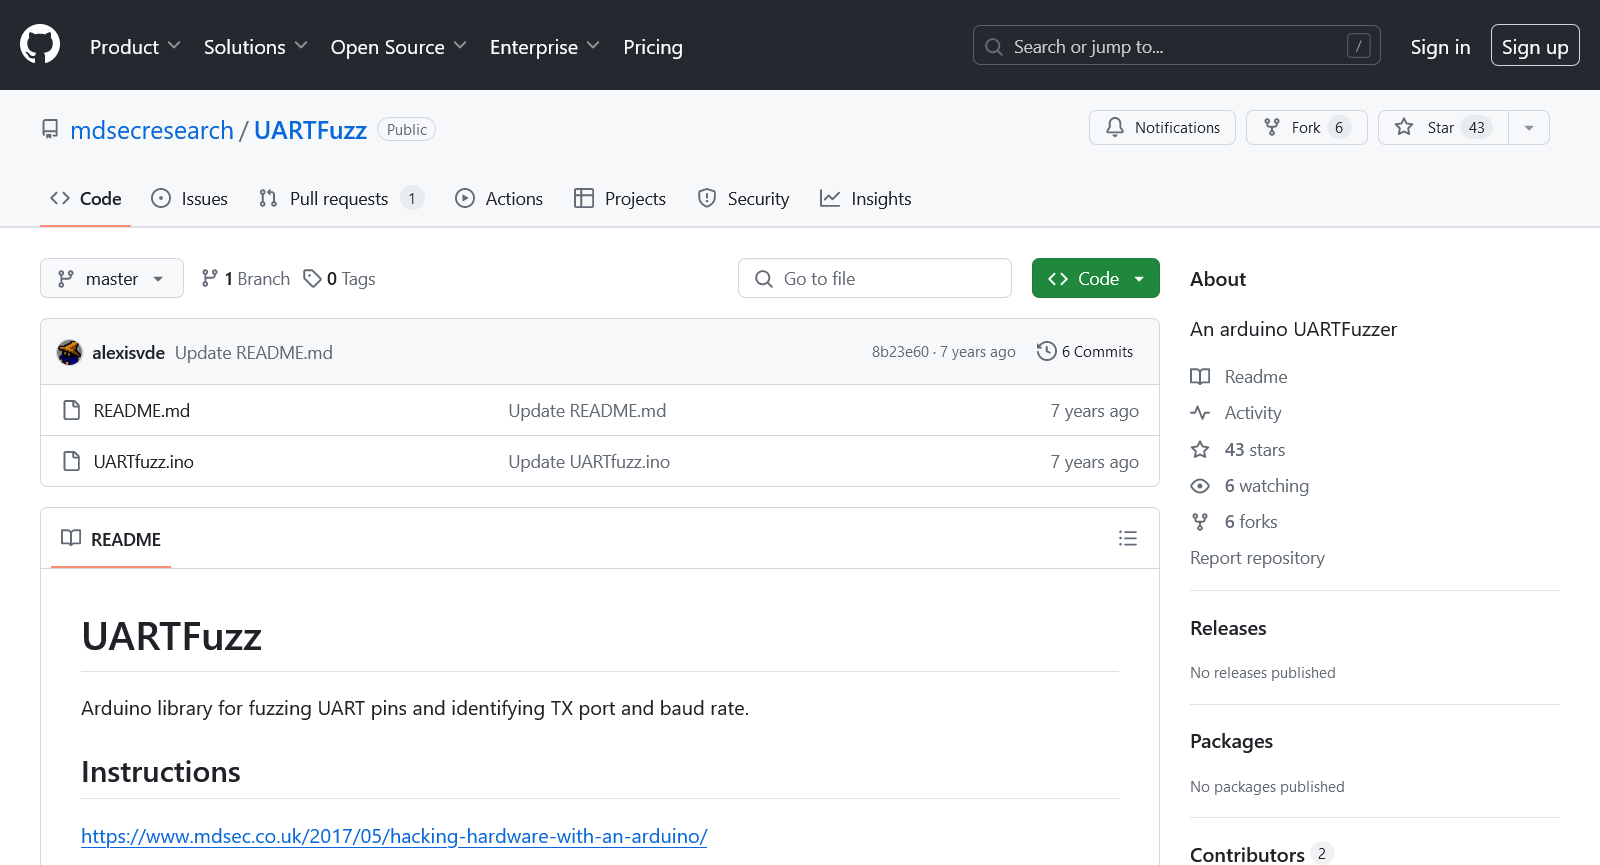 Product Solutions Open Source Enterprise Pricing Search or jump to... / Sign in Sign up
mdsecresearch / UARTFuzz Public Notifications Fork 6 Star 43
Code Issues Pull requests 1 Actions Projects Security Insights
master 1 Branch 0 Tags Go to file Code
alexisvde Update README.md 8b23e60 · 7 years ago 6 Commits
README.md Update README.md 7 years ago
UARTfuzz.ino Update UARTfuzz.ino 7 years ago
README
UARTFuzz
Arduino library for fuzzing UART pins and identifying TX port and baud rate.
Instructions
https://www.mdsec.co.uk/2017/05/hacking-hardware-with-an-arduino/
About
An arduino UARTFuzzer
Readme
Activity
43 stars
6 watching
6 forks
Report repository
Releases
No releases published
Packages
No packages published
Contributors 2